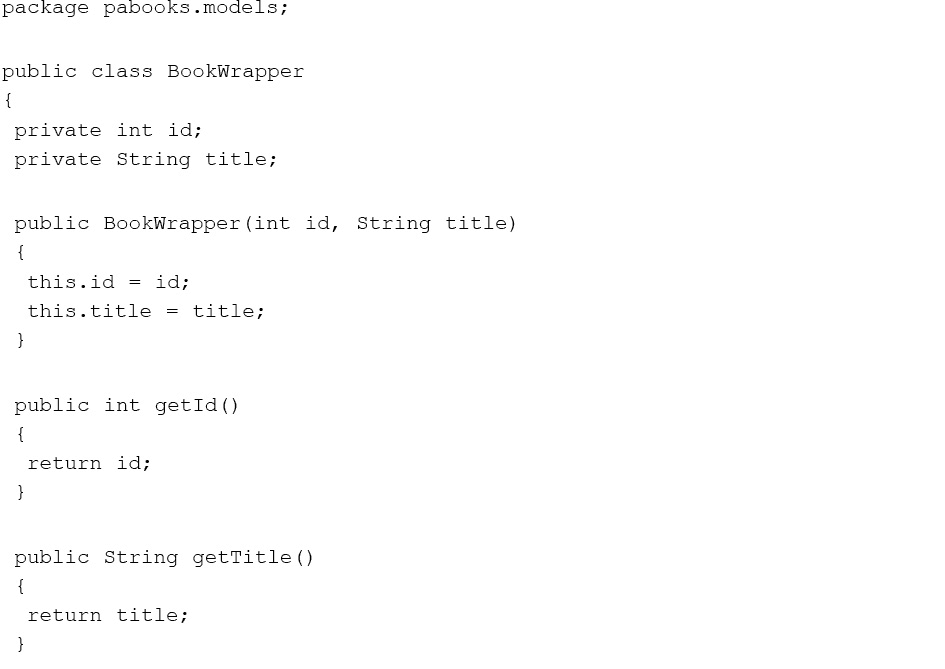 package pabooks.models;
public class BookWrapper
{
private int id;
private String title;
public BookWrapper(int id, String title)
{
this.id = id;
this.title = title;
}
public int getId()
{
return id;
}
public String getTitle()
{
return title;
}